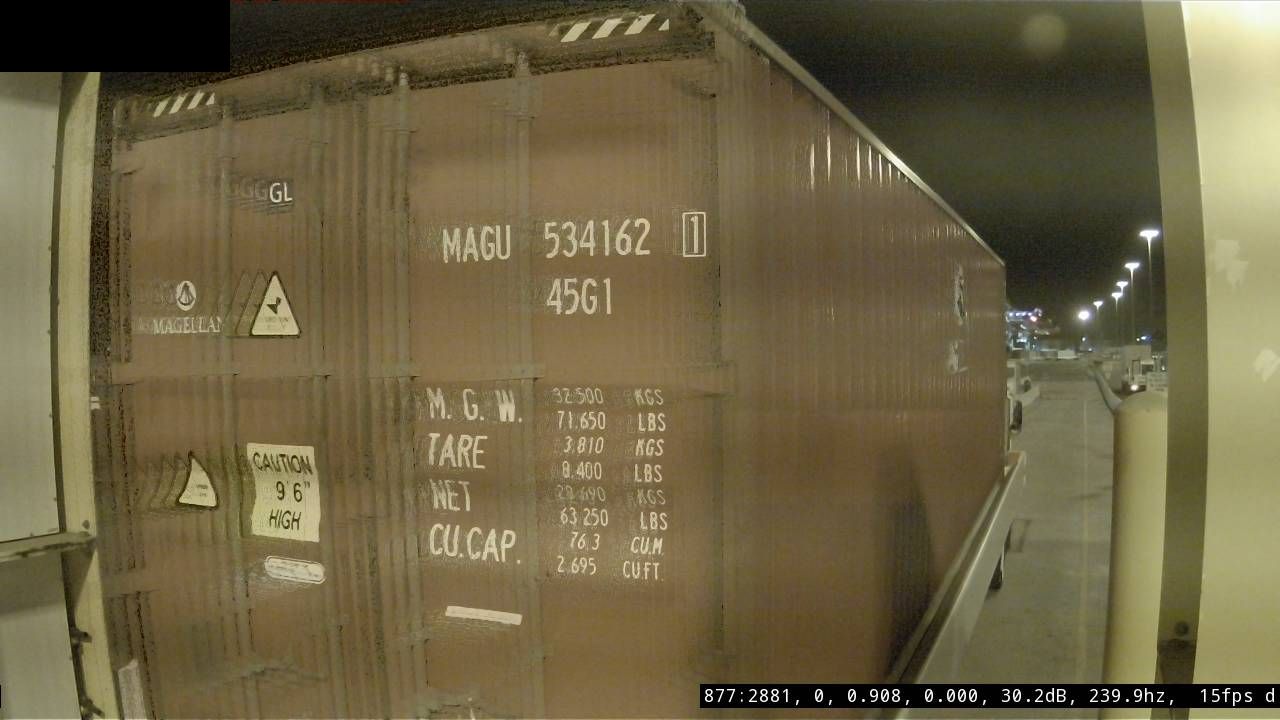 GL
MAGU 534162 1
45G1
MAGELLAN
M. G. W. 32.500 KGS
71.650 LBS
TARE 3.810 KGS
8.400 LBS
NET 28.690 KGS
63.250 LBS
CU.CAP. 76.3 CU.M.
2.695 CU.FT.
CAUTION
9'6"
HIGH
877:2881, 0, 0.908, 0.000, 30.2dB, 239.9hz, 15fps d